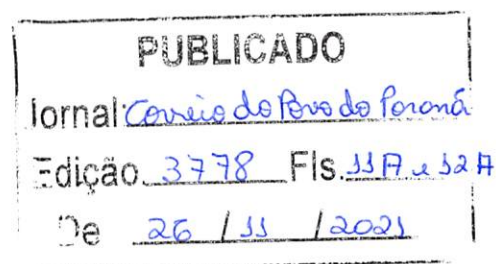 PUBLICADO
Jornal: Correio do Povo do Paraná
Edição 3778 Fls. 11A e 12A
De 26 / 11 / 2021